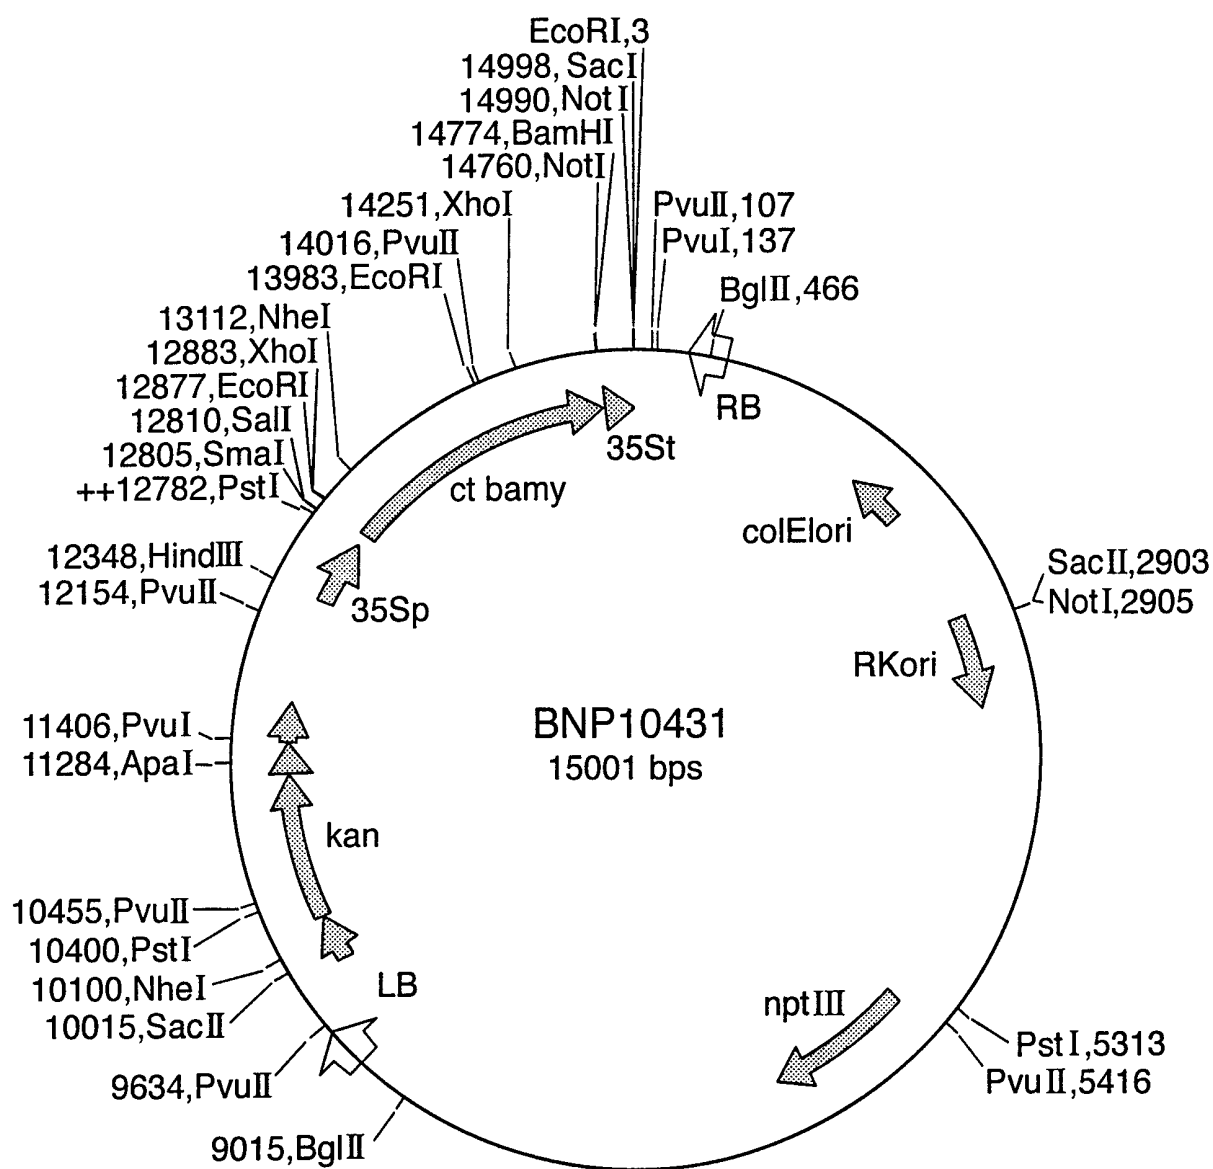 EcoRI,3
14998,SacI
14990,NotI
14774,BamHI
14760,NotI
14251,XhoI
14016,PvuII
13983,EcoRI
13112,NheI
12883,XhoI
12877,EcoRI
12810,SalI
12805,SmaI
++12782,PstI
12348,HindIII
12154,PvuII
11406,PvuI
11284,ApaI
10455,PvuII
10400,PstI
10100,NheI
10015,SacII
9634,PvuII
9015,BglII
PvuII,107
PvuI,137
BglII,466
RB
35St
ct bamy
colElori
SacII,2903
NotI,2905
35Sp
RKori
BNP10431
15001 bps
kan
LB
nptIII
PstI,5313
PvuII,5416